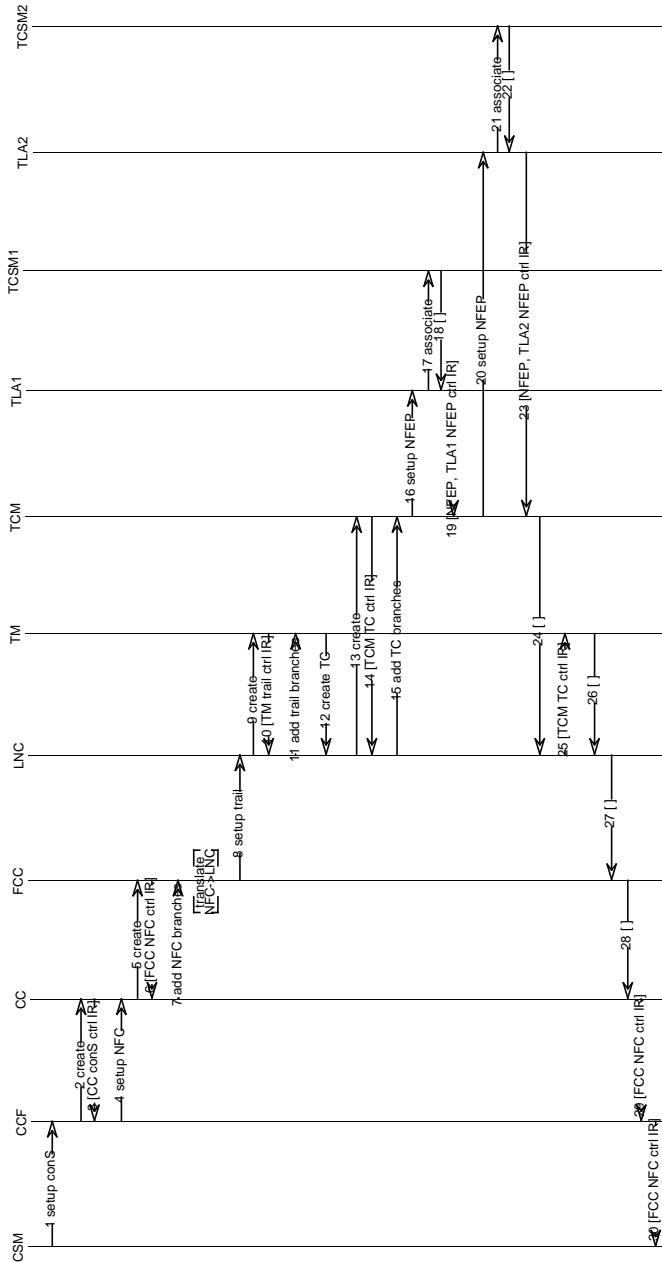 CSM
CCF
CC
FCC
LNC
TM
TCM
TLA1
TCSM1
TLA2
TCSM2
1 setup conS
2 create
3 [CC conS ctrl IR]
4 setup NFC
5 create
6 [FCC NFC ctrl IR]
7 add NFC branches
translate
NFC->LNC
8 setup trail
9 create
10 [TM trail ctrl IR]
11 add trail branches
12 create TC
13 create
14 [TCM TC ctrl IR]
15 add TC branches
16 setup NFEP
17 associate
18 [ ]
19 [NFEP, TLA1 NFEP ctrl IR]
20 setup NFEP
21 associate
22 [ ]
23 [NFEP, TLA2 NFEP ctrl IR]
24 [ ]
25 [TCM TC ctrl IR]
26 [ ]
27 [ ]
28 [ ]
29 [FCC NFC ctrl IR]
30 [FCC NFC ctrl IR]